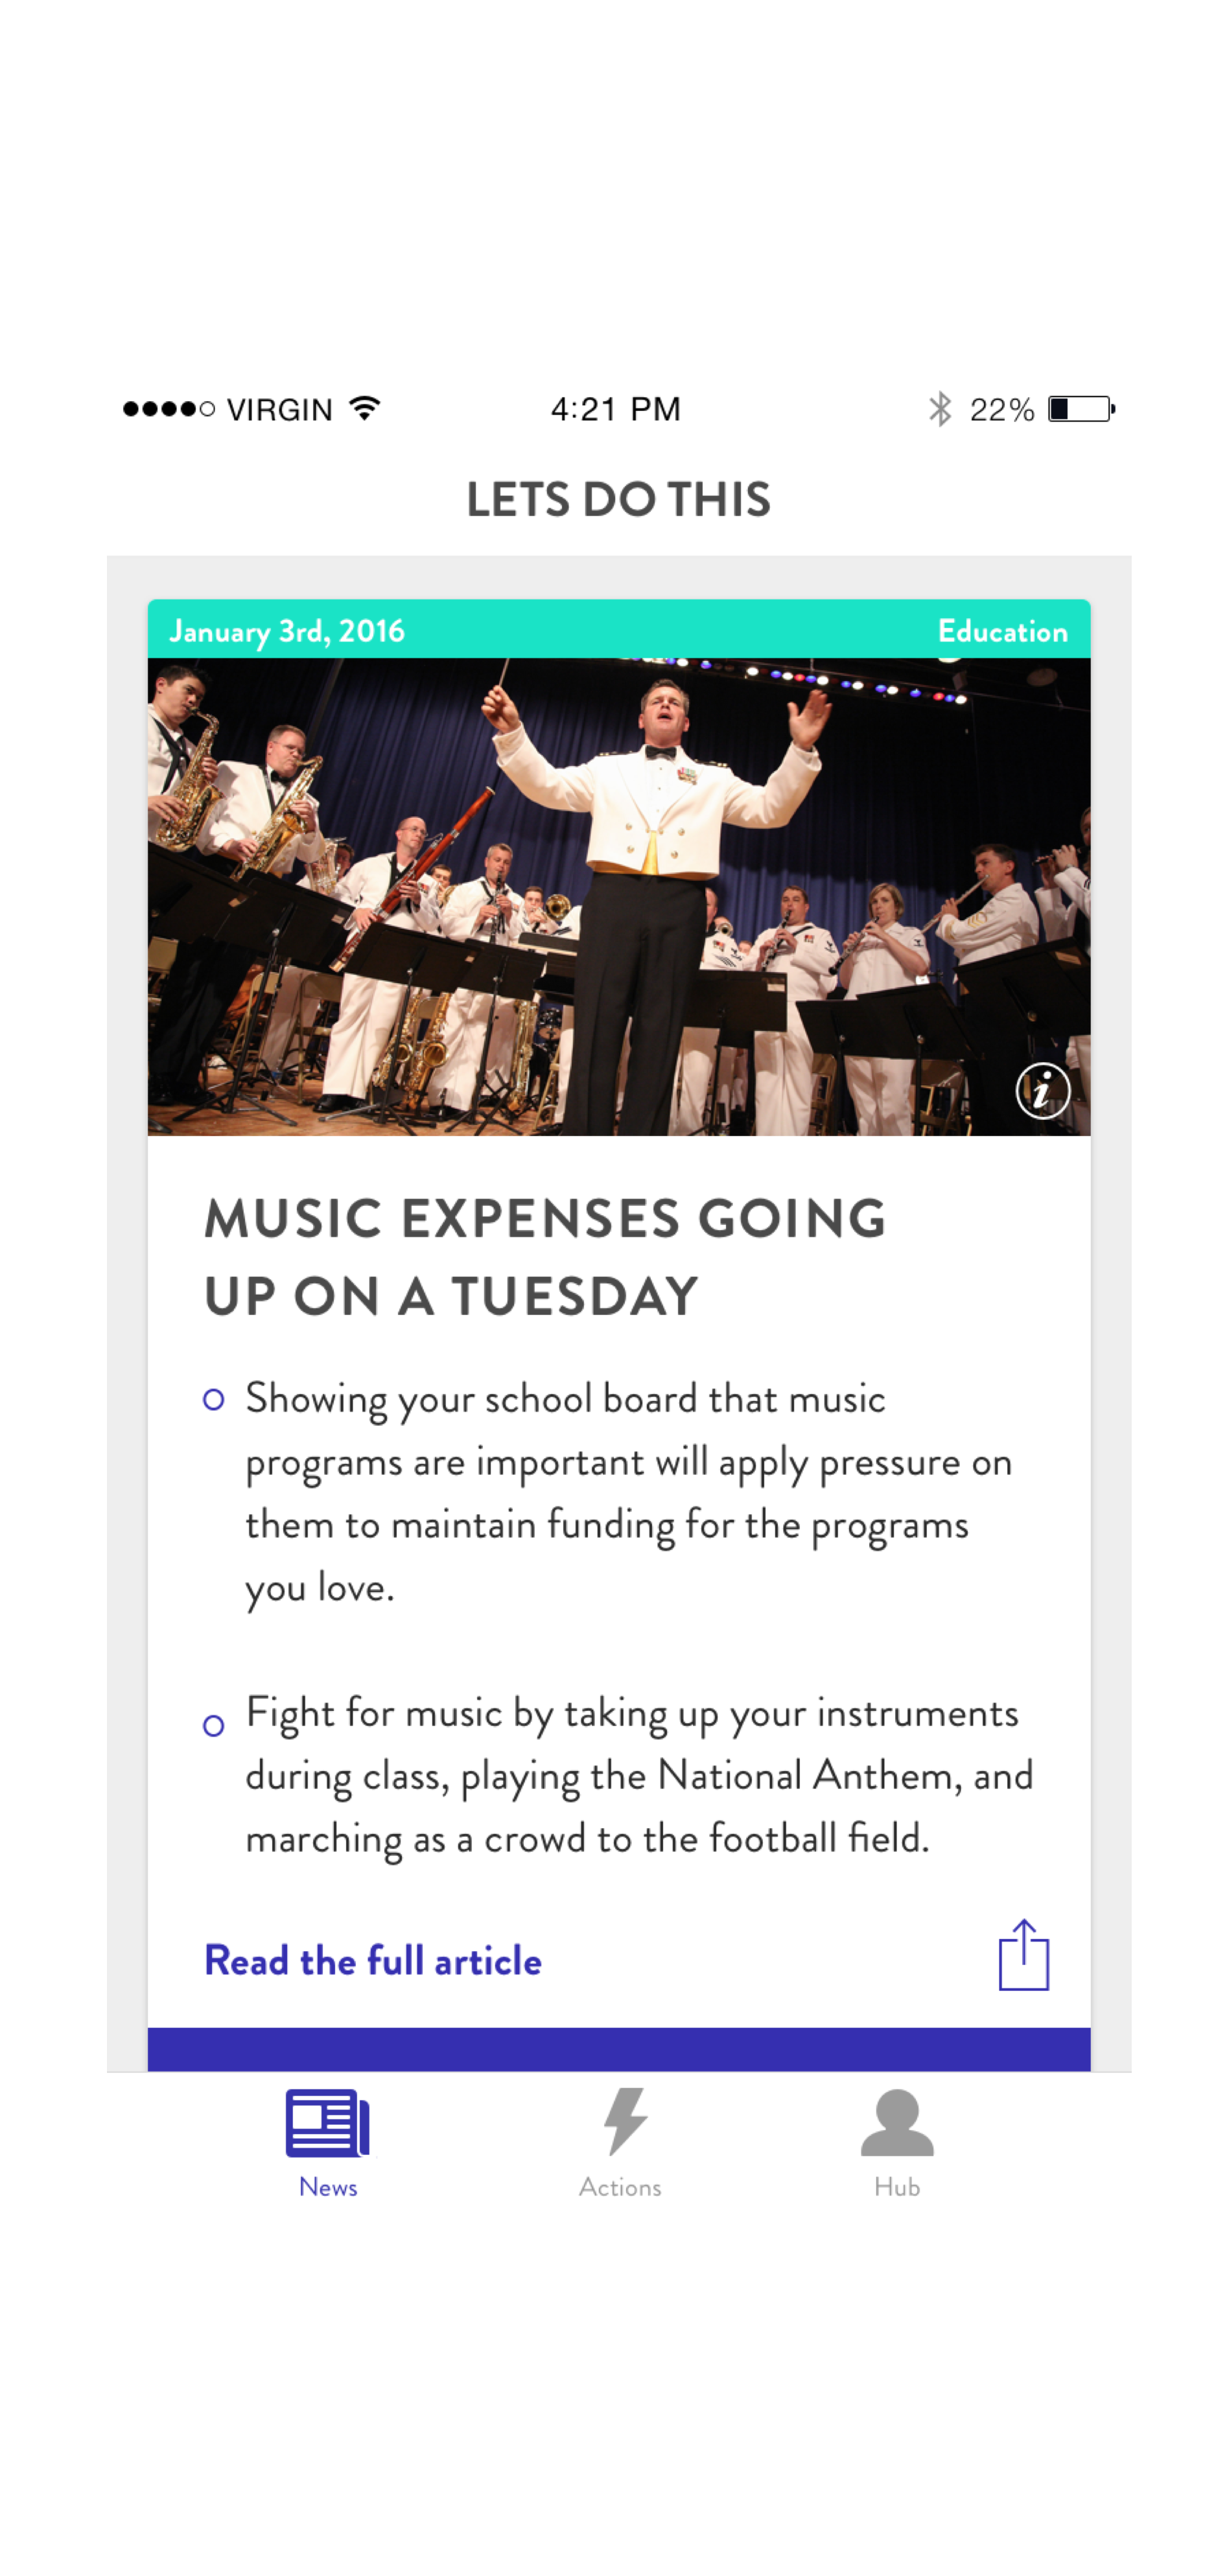 VIRGIN 4:21 PM 22%
LETS DO THIS
January 3rd, 2016 Education
i
MUSIC EXPENSES GOING
UP ON A TUESDAY
Showing your school board that music
programs are important will apply pressure on
them to maintain funding for the programs
you love.
Fight for music by taking up your instruments
during class, playing the National Anthem, and
marching as a crowd to the football field.
Read the full article
News Actions Hub